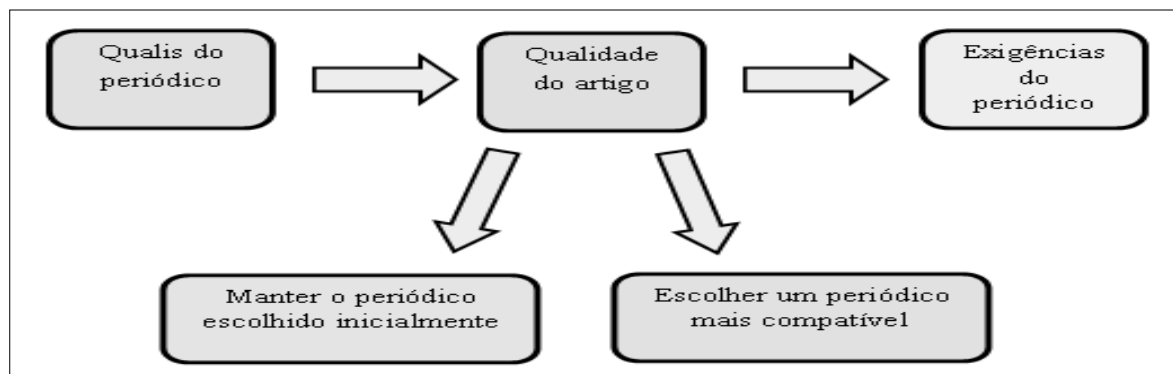 Qualis do
periódico
Qualidade
do artigo
Exigências
do
periódico
Manter o periódico
escolhido inicialmente
Escolher um periódico
mais compatível